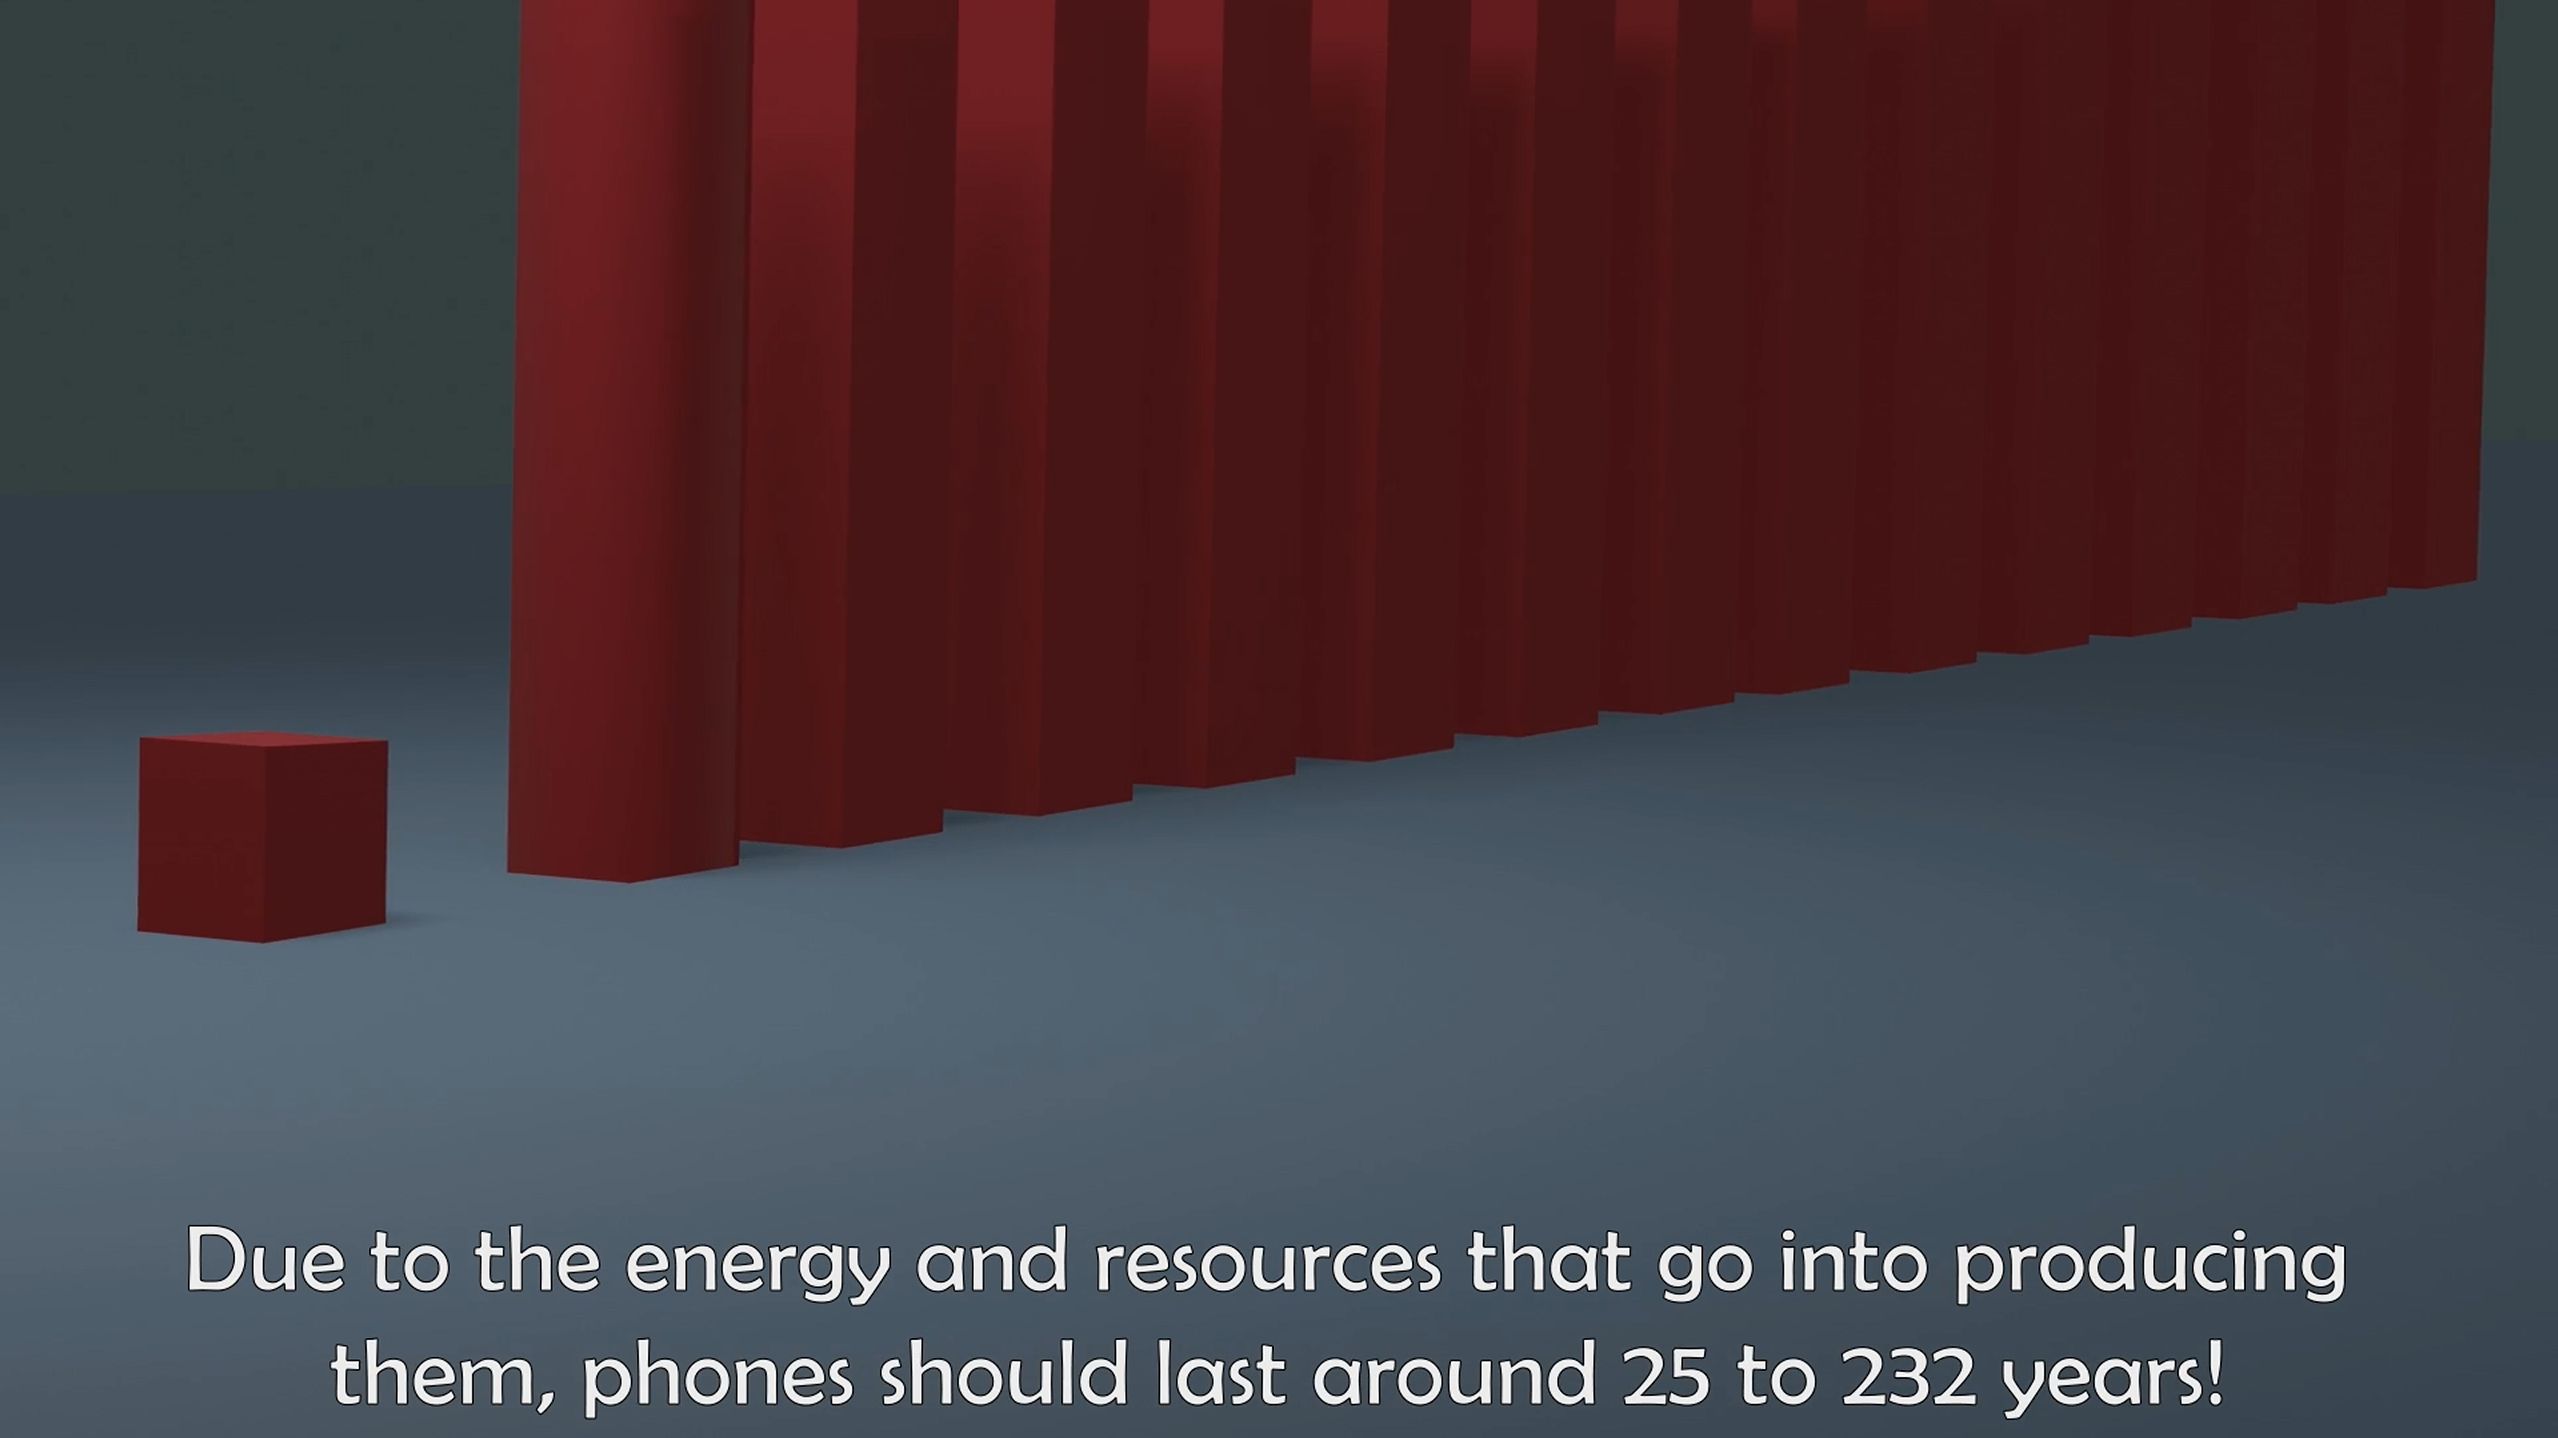 Due to the energy and resources that go into producing
them, phones should last around 25 to 232 years!